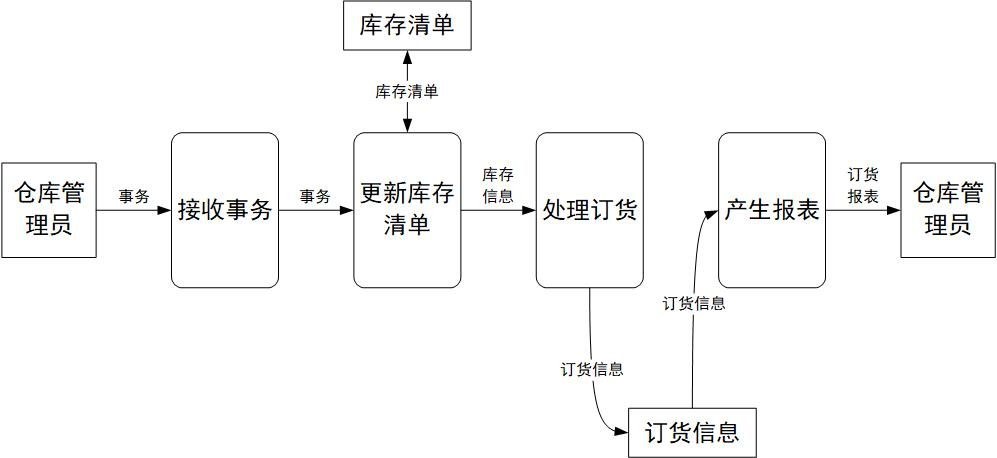 库存清单
库存清单
仓库管
理员
事务
接收事务
事务
更新库存
清单
库存
信息
处理订货
产生报表
订货
报表
仓库管
理员
订货信息
订货信息
订货信息